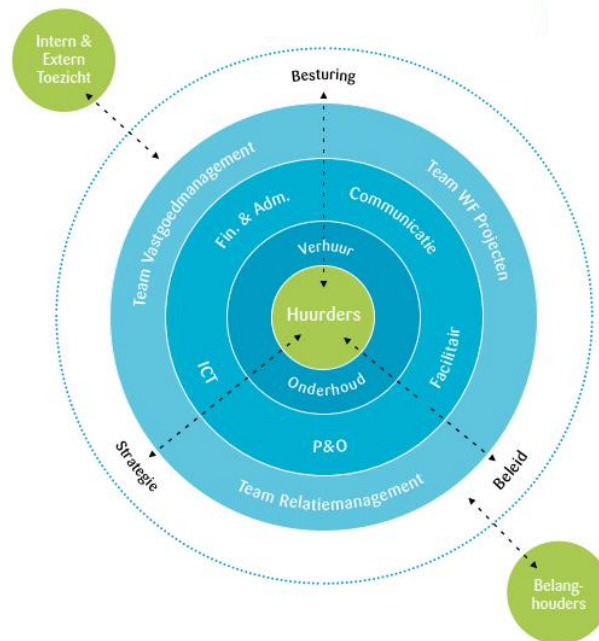 Intern &
Extern
Toezicht
Besturing
Team Vastgoedmanagement
Team WF Projecten
Fin. & Adm.
Communicatie
Verhuur
Huurders
Onderhoud
ICT
Facilitair
P&O
Team Relatiemanagement
Strategie
Beleid
Belang-
houders